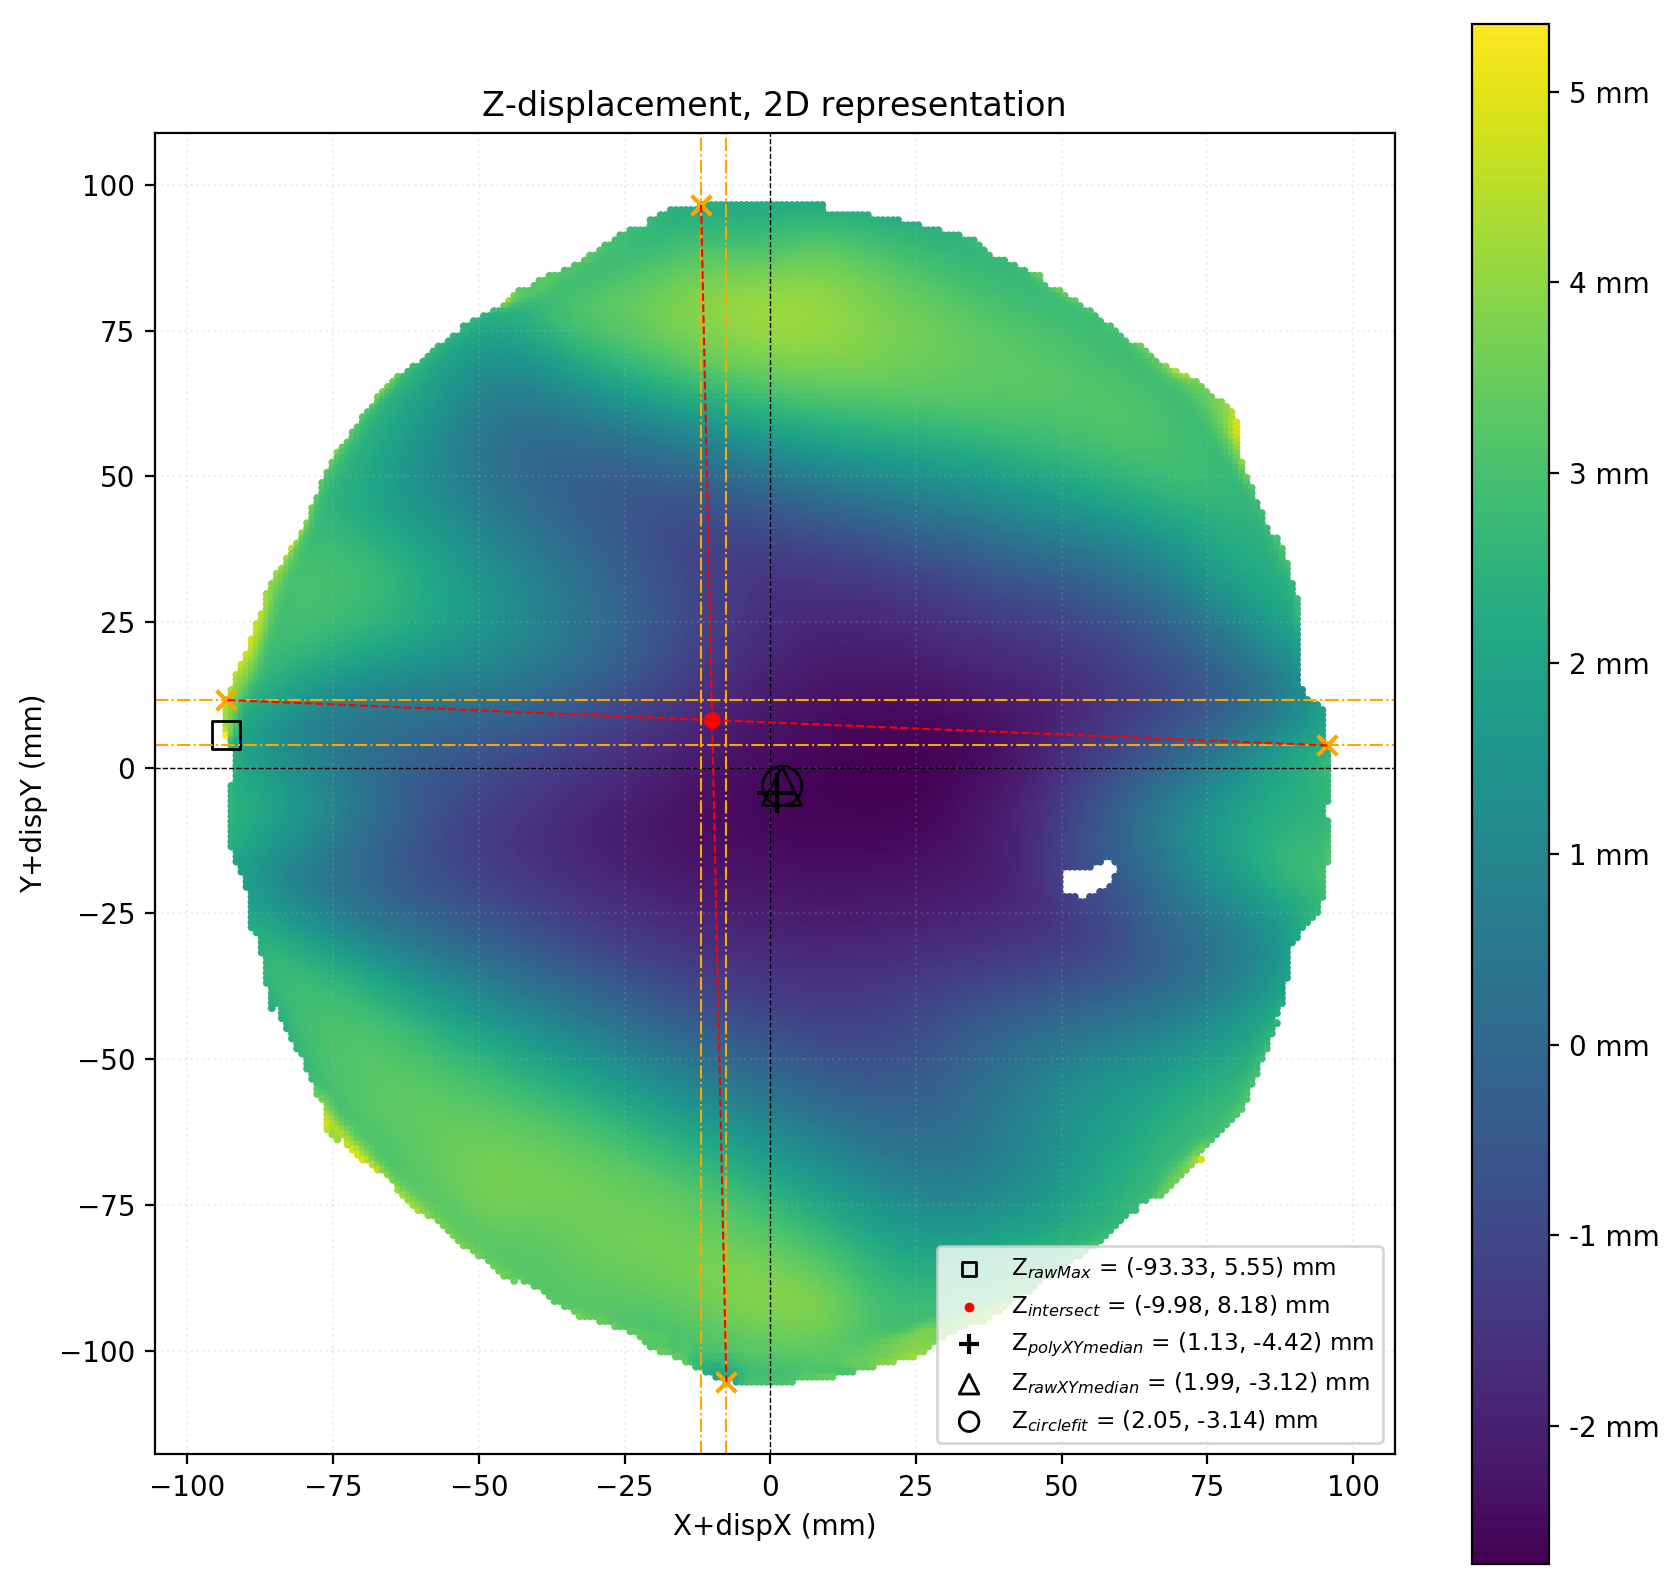 Z-displacement, 2D representation
5 mm
4 mm
3 mm
2 mm
1 mm
0 mm
-1 mm
-2 mm
100
75
50
25
0
−25
−50
−75
−100
Y+dispY (mm)
−100 −75 −50 −25 0 25 50 75 100
X+dispX (mm)
Z_rawMax = (-93.33, 5.55) mm
Z_intersect = (-9.98, 8.18) mm
Z_polyXYmedian = (1.13, -4.42) mm
Z_rawXYmedian = (1.99, -3.12) mm
Z_circlefit = (2.05, -3.14) mm